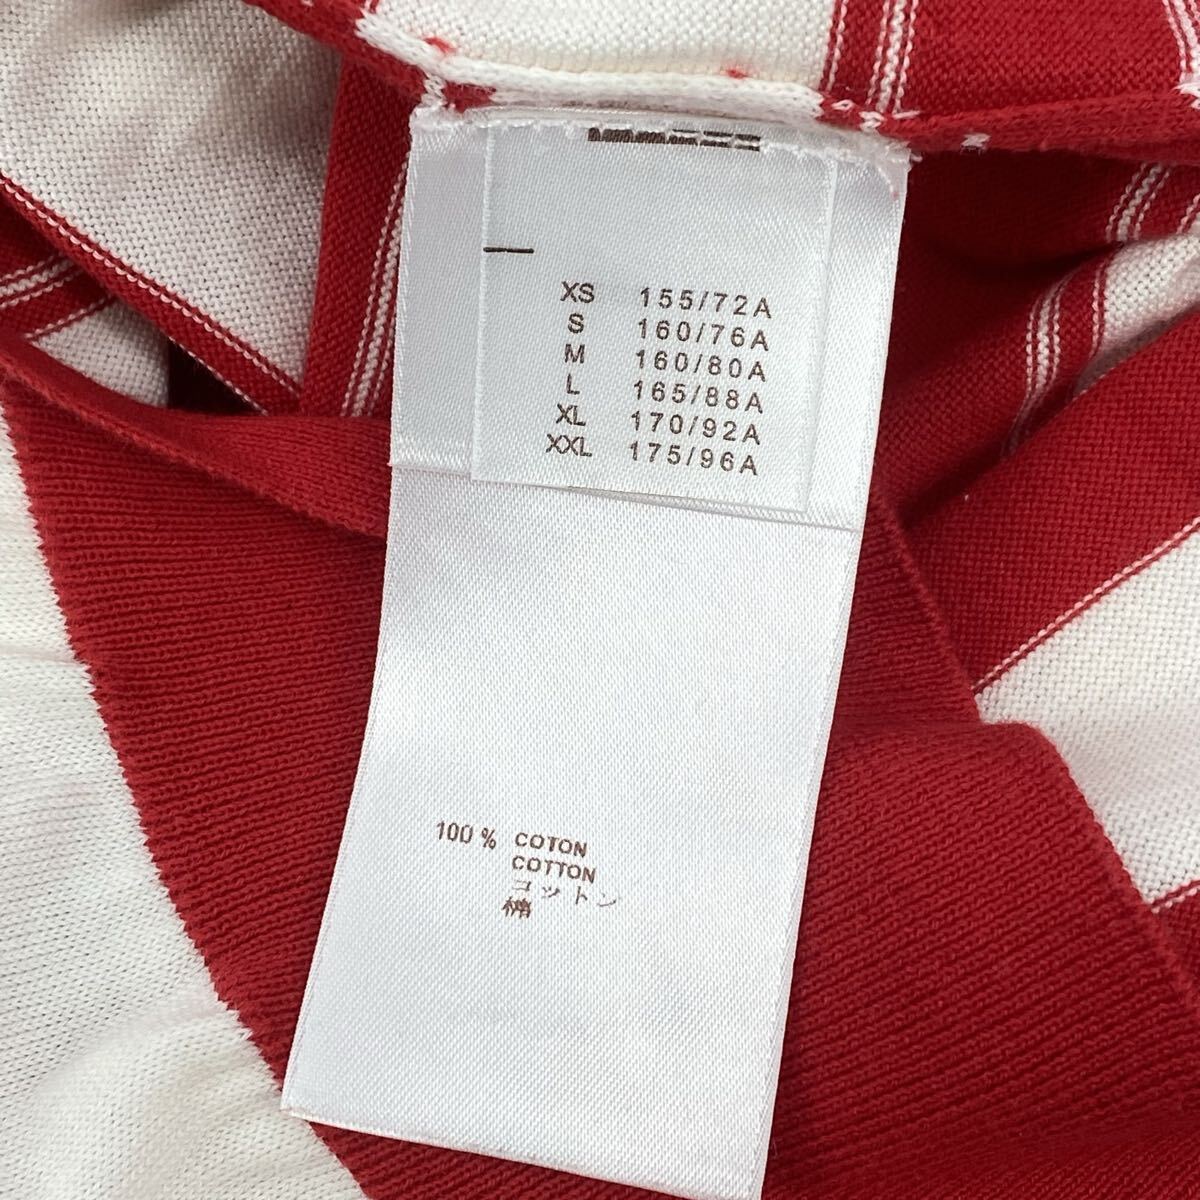 XS 155/72A
S 160/76A
M 160/80A
L 165/88A
XL 170/92A
XXL 175/96A
100 % COTON
COTTON
コットン
棉